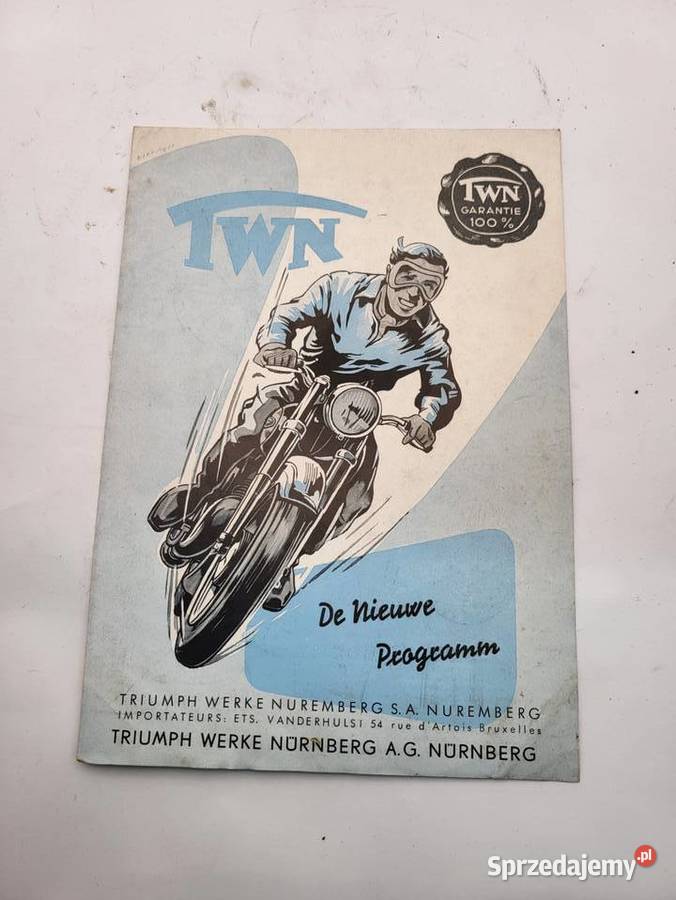 TWN
TWN
GARANTIE
100 %
De Nieuwe
Programm
TRIUMPH WERKE NUREMBERG S.A. NUREMBERG
IMPORTATEURS: ETS. VANDERHULST 54 rue d'Artois Bruxelles
TRIUMPH WERKE NÜRNBERG A.G. NÜRNBERG
Sprzedajemy.pl